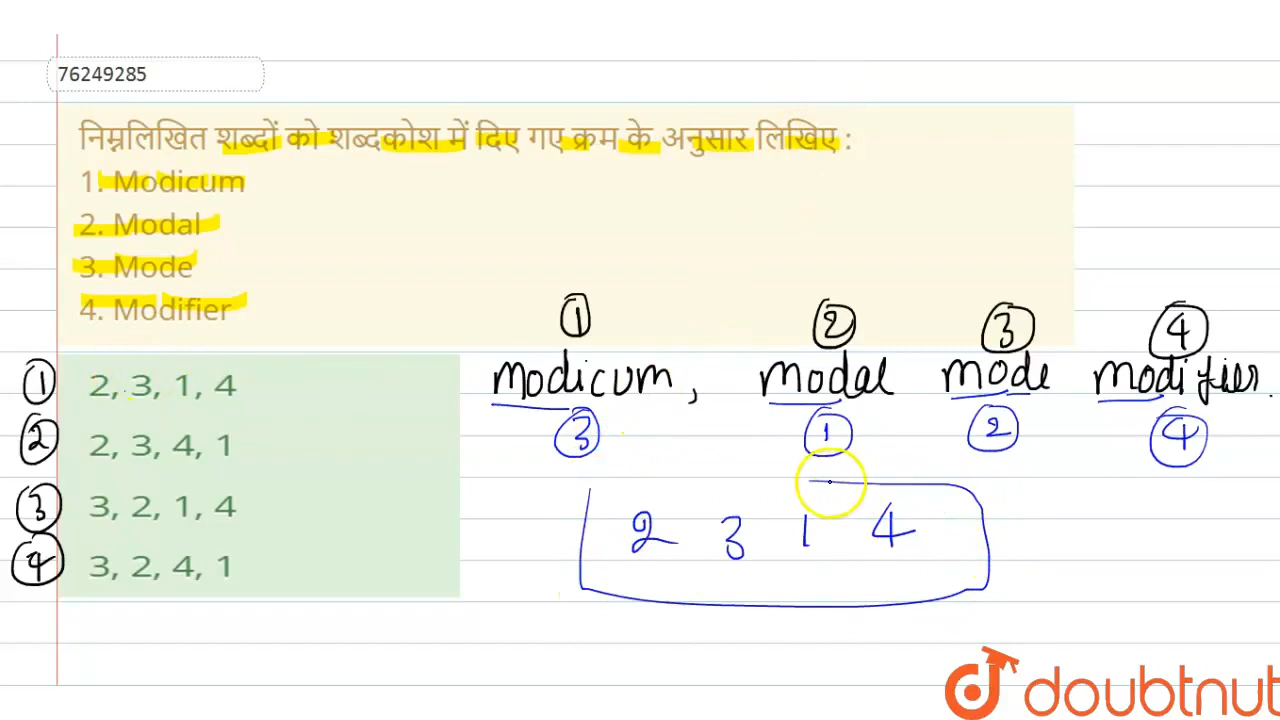 76249285
निम्नलिखित शब्दों को शब्दकोश में दिए गए क्रम के अनुसार लिखिए :
1. Modicum
2. Modal
3. Mode
4. Modifier
① 2, 3, 1, 4
② 2, 3, 4, 1
③ 3, 2, 1, 4
④ 3, 2, 4, 1
① ② ③ ④
modicum, modal mode modifier.
③ ① ② ④
2 3 1 4
doubtnut